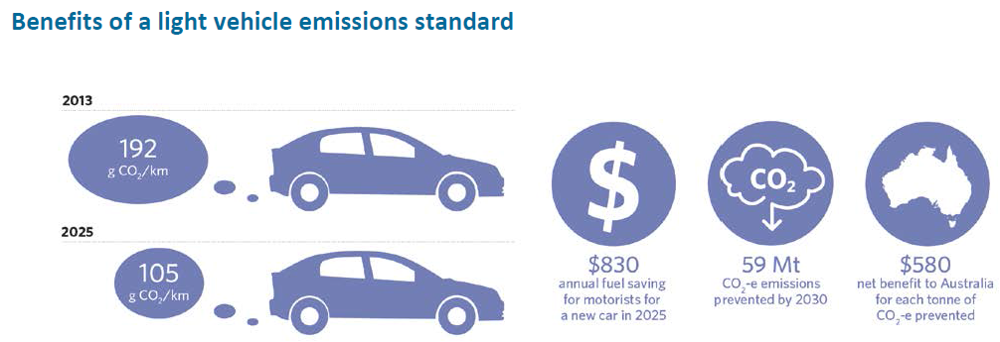 Benefits of a light vehicle emissions standard
2013
192
g CO₂/km
2025
105
g CO₂/km
$
CO₂
$830
annual fuel saving
for motorists for
a new car in 2025
59 Mt
CO₂-e emissions
prevented by 2030
$580
net benefit to Australia
for each tonne of
CO₂-e prevented